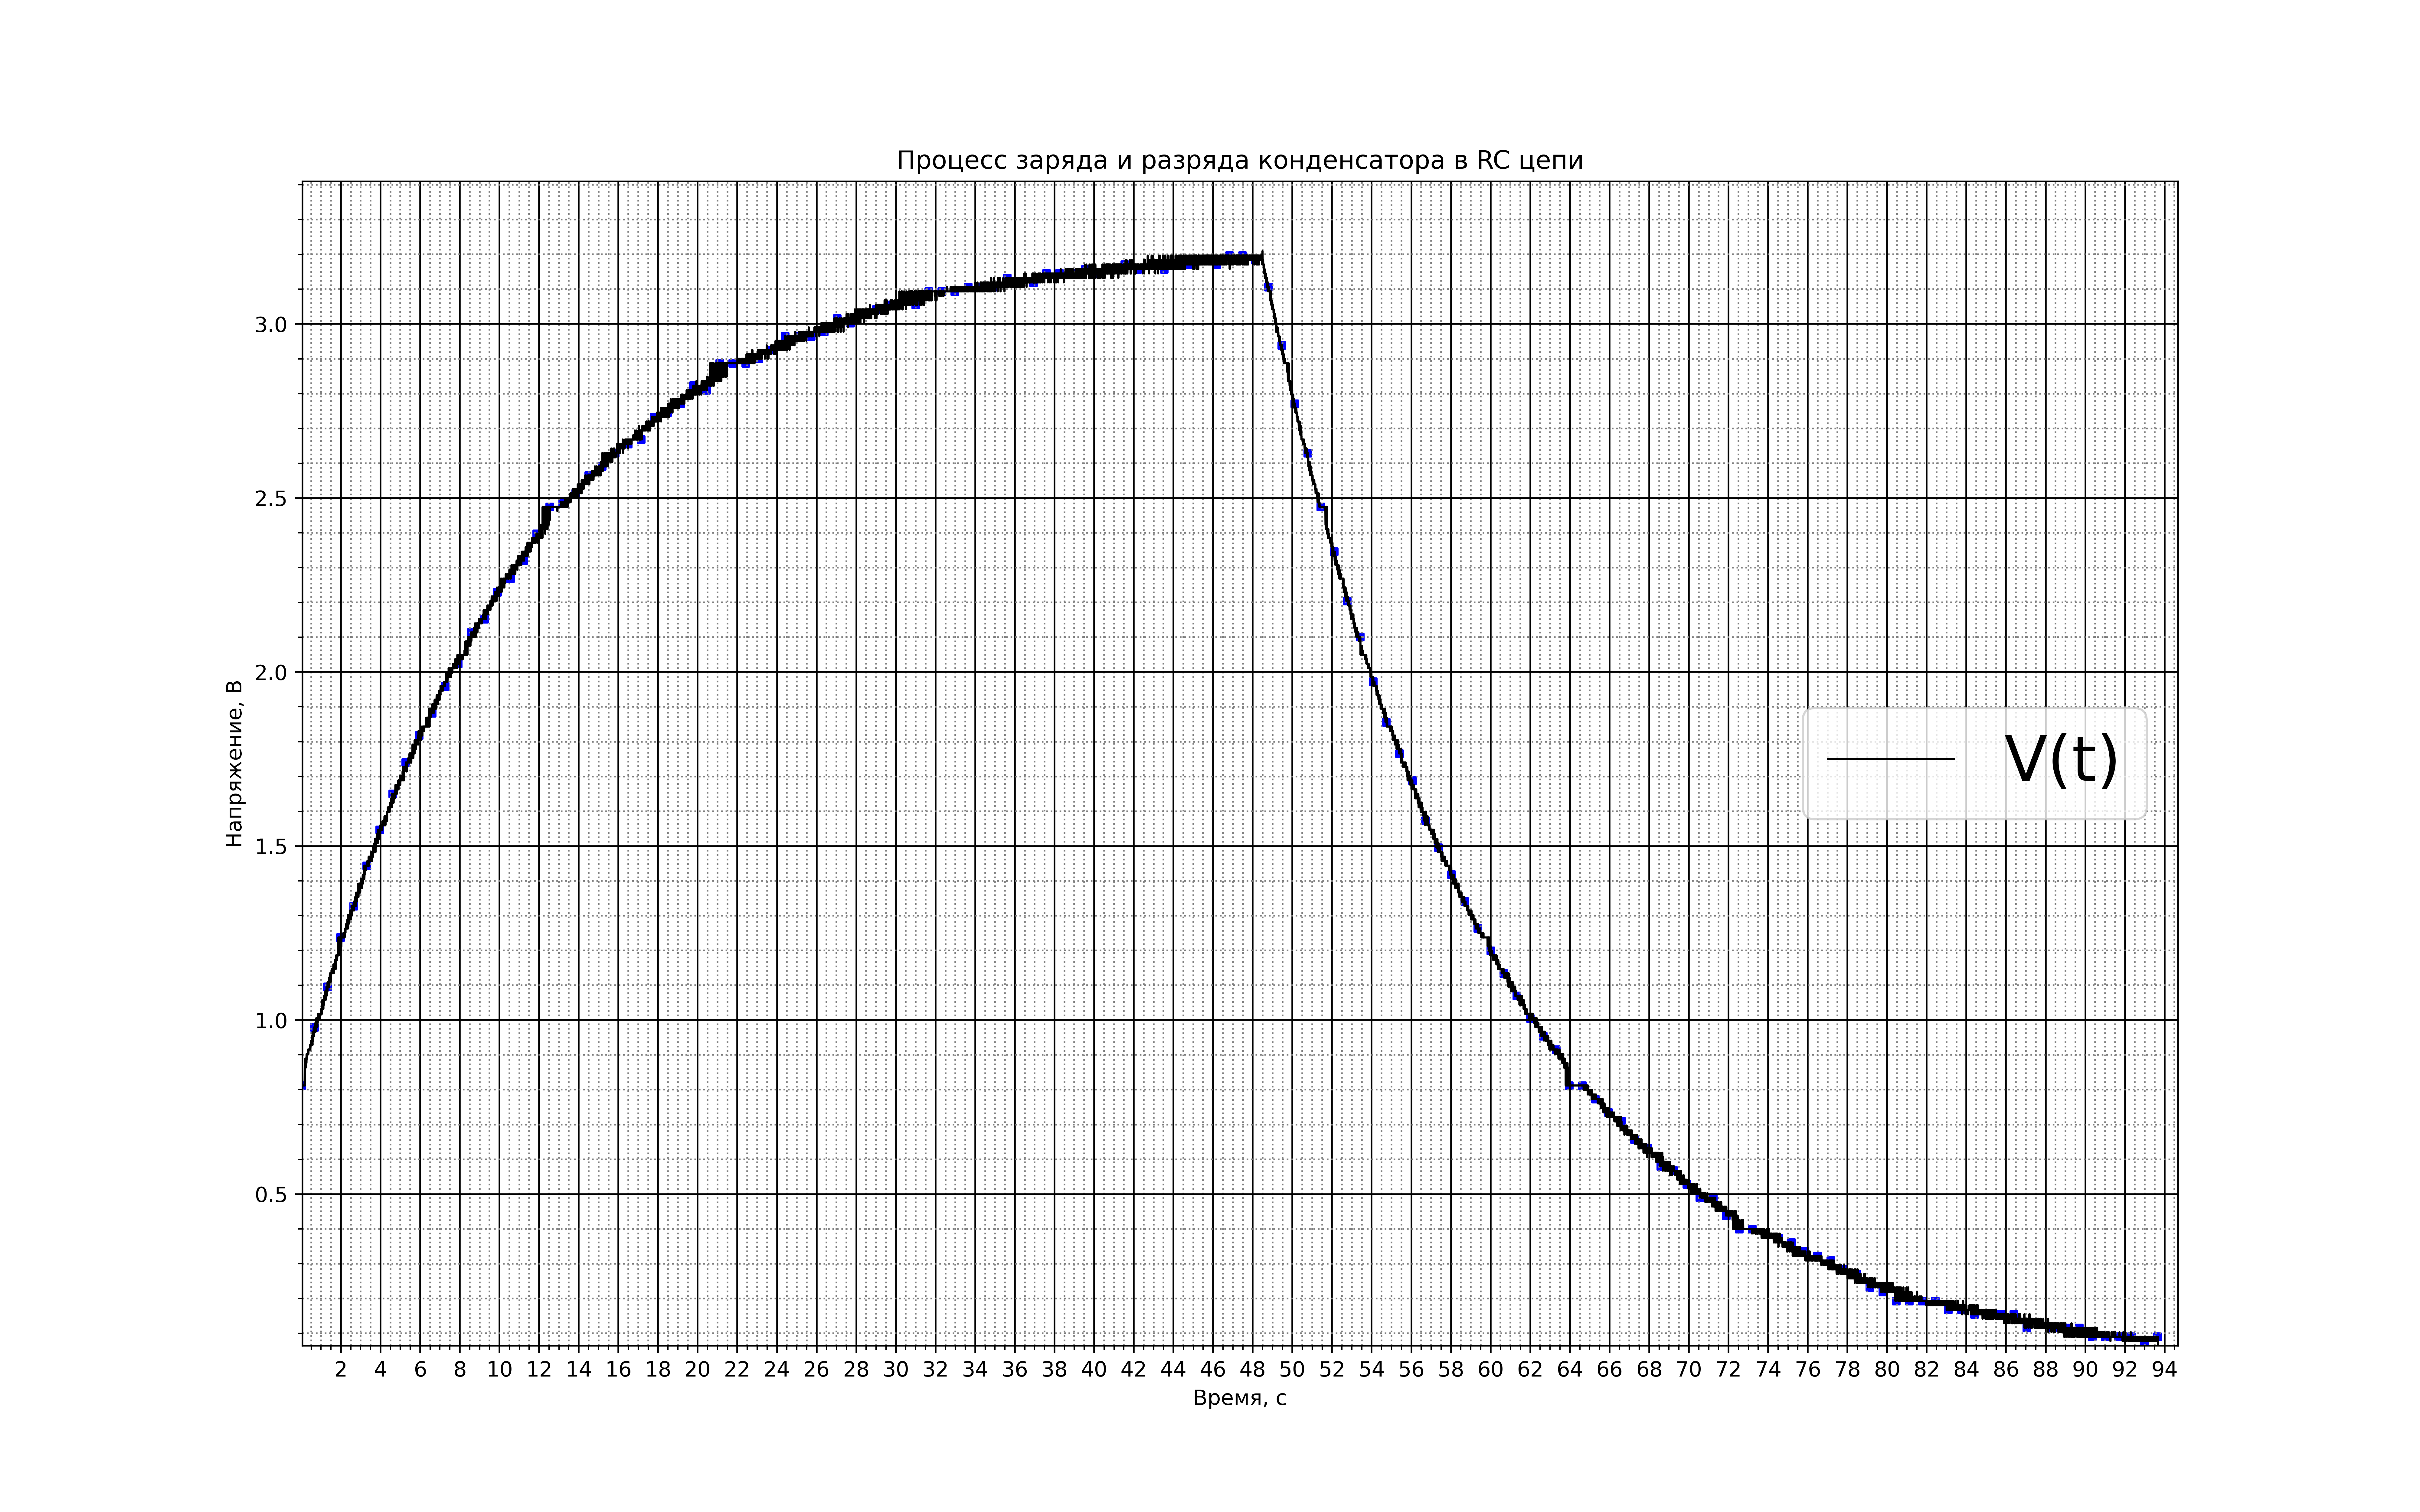 Процесс заряда и разряда конденсатора в RC цепи
Напряжение, В
3.0
2.5
2.0
1.5
1.0
0.5
V(t)
2 4 6 8 10 12 14 16 18 20 22 24 26 28 30 32 34 36 38 40 42 44 46 48 50 52 54 56 58 60 62 64 66 68 70 72 74 76 78 80 82 84 86 88 90 92 94
Время, с